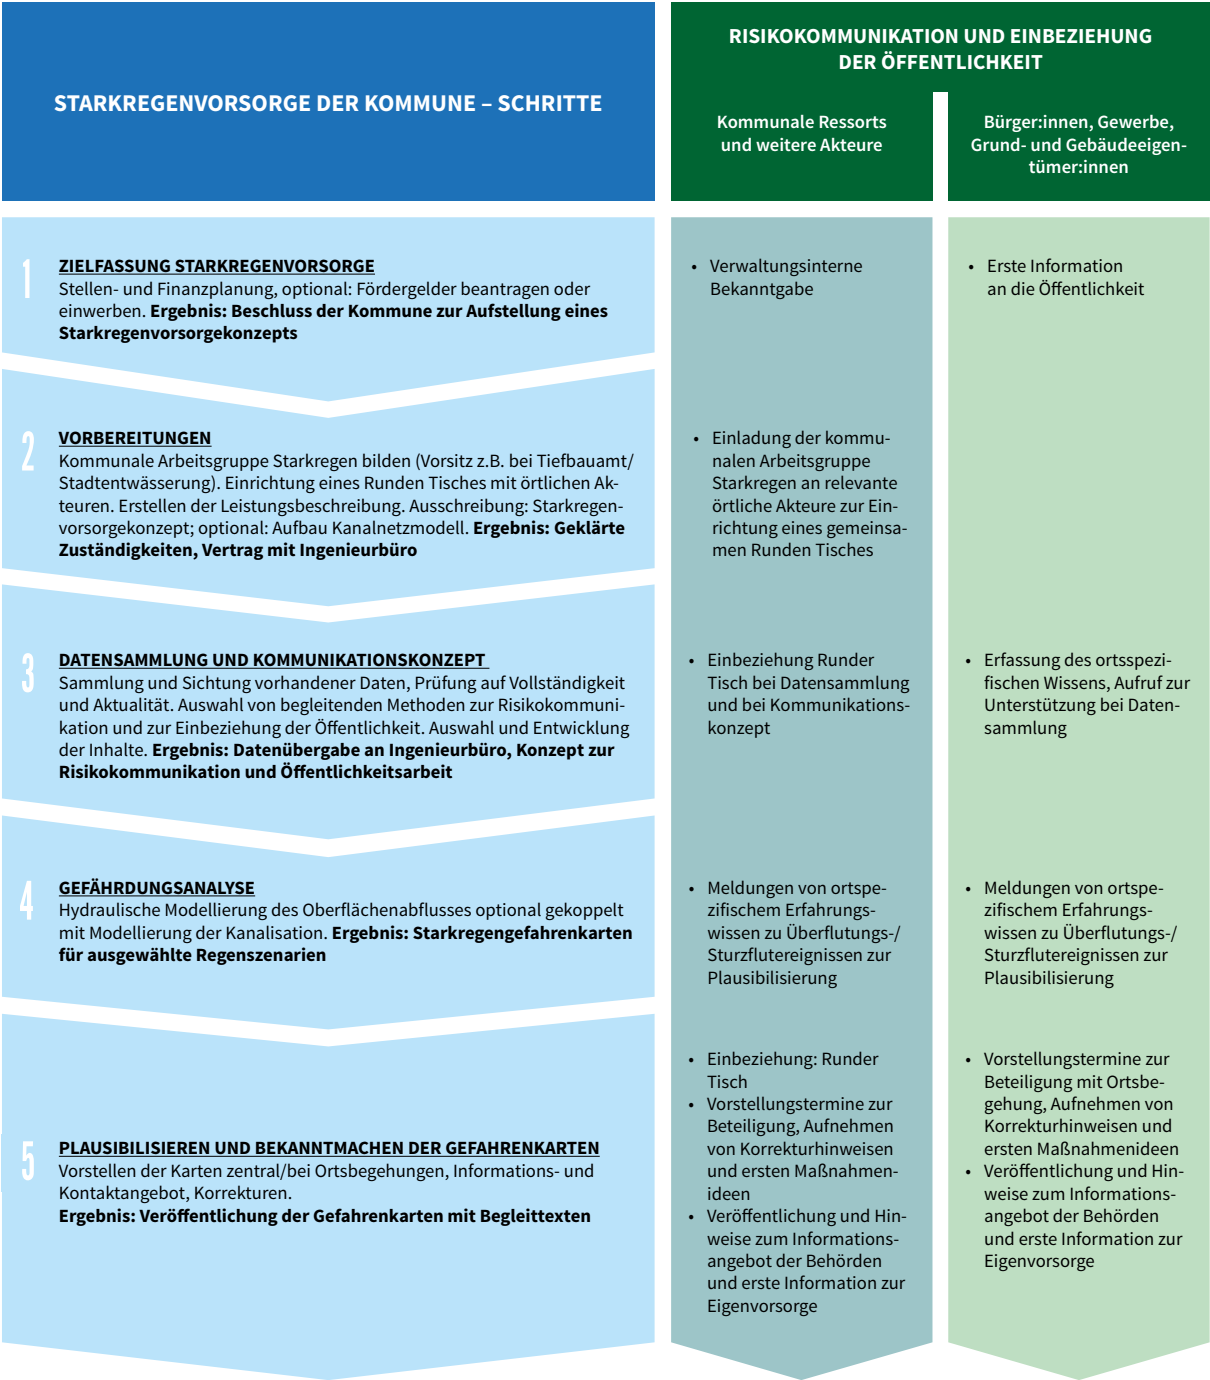 STARKREGENVORSORGE DER KOMMUNE – SCHRITTE
RISIKOKOMMUNIKATION UND EINBEZIEHUNG
DER ÖFFENTLICHKEIT
Kommunale Ressorts
und weitere Akteure
Bürger:innen, Gewerbe,
Grund- und Gebäudeeigen-
tümer:innen
1
ZIELFASSUNG STARKREGENVORSORGE
Stellen- und Finanzplanung, optional: Fördergelder beantragen oder
einwerben. Ergebnis: Beschluss der Kommune zur Aufstellung eines
Starkregenvorsorgekonzepts
• Verwaltungsinterne
Bekanntgabe
• Erste Information
an die Öffentlichkeit
2
VORBEREITUNGEN
Kommunale Arbeitsgruppe Starkregen bilden (Vorsitz z.B. bei Tiefbauamt/
Stadtentwässerung). Einrichtung eines Runden Tisches mit örtlichen Ak-
teuren. Erstellen der Leistungsbeschreibung. Ausschreibung: Starkregen-
vorsorgekonzept; optional: Aufbau Kanalnetzmodell. Ergebnis: Geklärte
Zuständigkeiten, Vertrag mit Ingenieurbüro
• Einladung der kommu-
nalen Arbeitsgruppe
Starkregen an relevante
örtliche Akteure zur Ein-
richtung eines gemeinsa-
men Runden Tisches
3
DATENSAMMLUNG UND KOMMUNIKATIONSKONZEPT
Sammlung und Sichtung vorhandener Daten, Prüfung auf Vollständigkeit
und Aktualität. Auswahl von begleitenden Methoden zur Risikokommuni-
kation und zur Einbeziehung der Öffentlichkeit. Auswahl und Entwicklung
der Inhalte. Ergebnis: Datenübergabe an Ingenieurbüro, Konzept zur
Risikokommunikation und Öffentlichkeitsarbeit
• Einbeziehung Runder
Tisch bei Datensammlung
und bei Kommunikations-
konzept
• Erfassung des ortsspezi-
fischen Wissens, Aufruf zur
Unterstützung bei Daten-
sammlung
4
GEFÄHRDUNGSANALYSE
Hydraulische Modellierung des Oberflächenabflusses optional gekoppelt
mit Modellierung der Kanalisation. Ergebnis: Starkregengefahrenkarten
für ausgewählte Regenszenarien
• Meldungen von ortspe-
zifischem Erfahrungs-
wissen zu Überflutungs-/
Sturzflutereignissen zur
Plausibilisierung
• Meldungen von ortspe-
zifischem Erfahrungs-
wissen zu Überflutungs-/
Sturzflutereignissen zur
Plausibilisierung
5
PLAUSIBILISIEREN UND BEKANNTMACHEN DER GEFAHRENKARTEN
Vorstellen der Karten zentral/bei Ortsbegehungen, Informations- und
Kontaktangebot, Korrekturen.
Ergebnis: Veröffentlichung der Gefahrenkarten mit Begleittexten
• Einbeziehung: Runder
Tisch
• Vorstellungstermine zur
Beteiligung, Aufnehmen
von Korrekturhinweisen
und ersten Maßnahmen-
ideen
• Veröffentlichung und Hin-
weise zum Informations-
angebot der Behörden
und erste Information zur
Eigenvorsorge
• Vorstellungstermine zur
Beteiligung mit Ortsbe-
gehung, Aufnehmen von
Korrekturhinweisen und
ersten Maßnahmenideen
• Veröffentlichung und Hin-
weise zum Informations-
angebot der Behörden
und erste Information zur
Eigenvorsorge